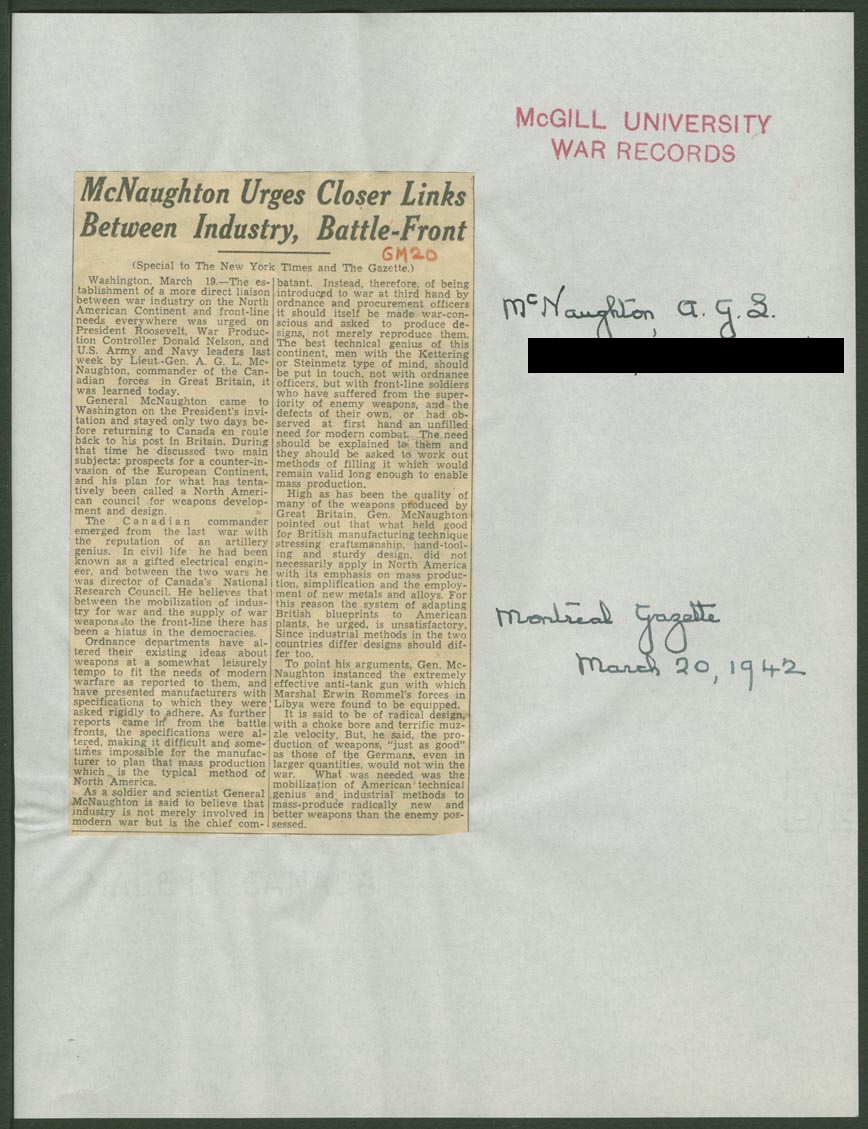 McGILL UNIVERSITY
WAR RECORDS
McNaughton Urges Closer Links
Between Industry, Battle-Front
GM20
(Special to The New York Times and The Gazette.)
Washington, March 19.—The es-
tablishment of a more direct liaison
between war industry on the North
American Continent and front-line
needs everywhere was urged on
President Roosevelt, War Produc-
tion Controller Donald Nelson, and
U.S. Army and Navy leaders last
week by Lieut.-Gen. A. G. L. Mc-
Naughton, commander of the Can-
adian forces in Great Britain, it
was learned today.
General McNaughton came to
Washington on the President's invi-
tation and stayed only two days be-
fore returning to Canada en route
back to his post in Britain. During
that time he discussed two main
subjects: prospects for a counter-in-
vasion of the European Continent,
and his plan for what has tenta-
tively been called a North Ameri-
can council for weapons develop-
ment and design.
The Canadian commander
emerged from the last war with
the reputation of an artillery
genius. In civil life he had been
known as a gifted electrical engin-
eer, and between the two wars he
was director of Canada's National
Research Council. He believes that
between the mobilization of indus-
try for war and the supply of war
weapons to the front-line there has
been a hiatus in the democracies.
Ordnance departments have al-
tered their existing ideas about
weapons at a somewhat leisurely
tempo to fit the needs of modern
warfare as reported to them, and
have presented manufacturers with
specifications to which they were
asked rigidly to adhere. As further
reports came in from the battle
fronts, the specifications were al-
tered, making it difficult and some-
times impossible for the manufac-
turer to plan that mass production
which is the typical method of
North America.
As a soldier and scientist General
McNaughton is said to believe that
industry is not merely involved in
modern war but is the chief com-
batant. Instead, therefore, of being
introduced to war at third hand by
ordnance and procurement officers
it should itself be made war-con-
scious and asked to produce de-
signs, not merely reproduce them.
The best technical genius of this
continent, men with the Kettering
or Steinmetz type of mind, should
be put in touch, not with ordnance
officers, but with front-line soldiers
who have suffered from the super-
iority of enemy weapons, and the
defects of their own, or had ob-
served at first hand an unfilled
need for modern combat. The need
should be explained to them and
they should be asked to work out
methods of filling it which would
remain valid long enough to enable
mass production.
High as has been the quality of
many of the weapons produced by
Great Britain, Gen. McNaughton
pointed out that what held good
for British manufacturing technique
stressing craftsmanship, hand-tool-
ing and sturdy design, did not
necessarily apply in North America
with its emphasis on mass produc-
tion, simplification and the employ-
ment of new metals and alloys. For
this reason the system of adapting
British blueprints to American
plants, he urged, is unsatisfactory.
Since industrial methods in the two
countries differ designs should dif-
fer too.
To point his arguments, Gen. Mc-
Naughton instanced the extremely
effective anti-tank gun with which
Marshal Erwin Rommel's forces in
Libya were found to be equipped.
It is said to be of radical design,
with a choke bore and terrific muz-
zle velocity. But, he said, the pro-
duction of weapons, "just as good"
as those of the Germans, even in
larger quantities, would not win the
war. What was needed was the
mobilization of American technical
genius and industrial methods to
mass-produce radically new and
better weapons than the enemy pos-
sessed.
McNaughton, A. G. L.
Montreal Gazette
March 20, 1942